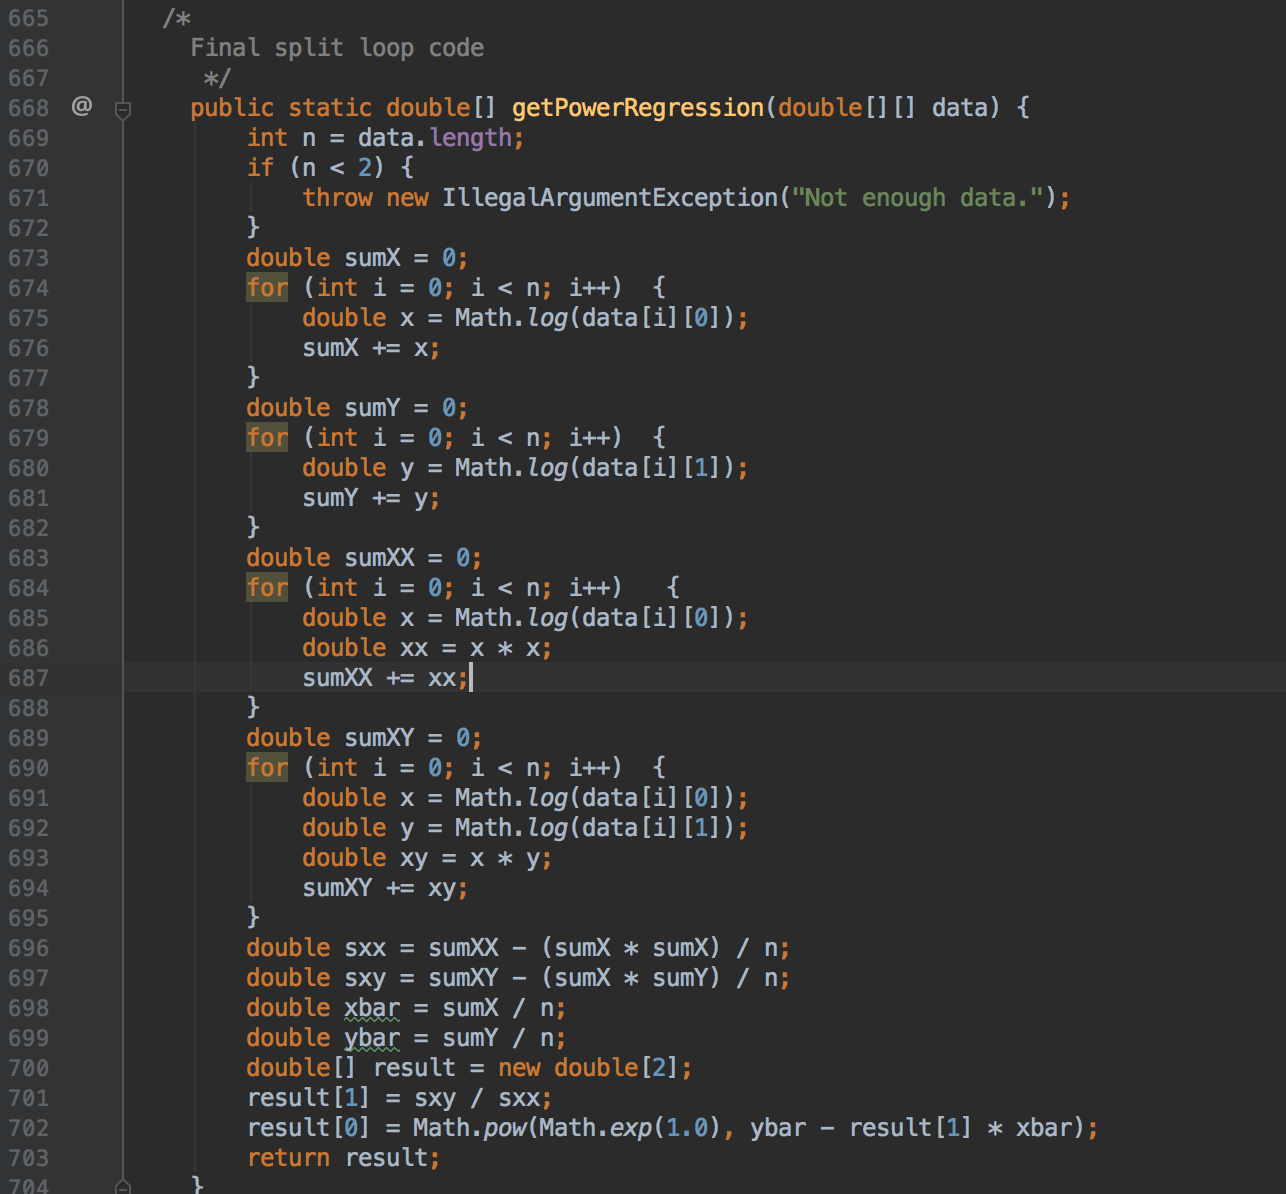 665 /*
666 Final split loop code
667 */
668 @ public static double[] getPowerRegression(double[][] data) {
669 int n = data.length;
670 if (n < 2) {
671 throw new IllegalArgumentException("Not enough data.");
672 }
673 double sumX = 0;
674 for (int i = 0; i < n; i++)  {
675 double x = Math.log(data[i][0]);
676 sumX += x;
677 }
678 double sumY = 0;
679 for (int i = 0; i < n; i++)  {
680 double y = Math.log(data[i][1]);
681 sumY += y;
682 }
683 double sumXX = 0;
684 for (int i = 0; i < n; i++)   {
685 double x = Math.log(data[i][0]);
686 double xx = x * x;
687 sumXX += xx;
688 }
689 double sumXY = 0;
690 for (int i = 0; i < n; i++)  {
691 double x = Math.log(data[i][0]);
692 double y = Math.log(data[i][1]);
693 double xy = x * y;
694 sumXY += xy;
695 }
696 double sxx = sumXX - (sumX * sumX) / n;
697 double sxy = sumXY - (sumX * sumY) / n;
698 double xbar = sumX / n;
699 double ybar = sumY / n;
700 double[] result = new double[2];
701 result[1] = sxy / sxx;
702 result[0] = Math.pow(Math.exp(1.0), ybar - result[1] * xbar);
703 return result;
704 }